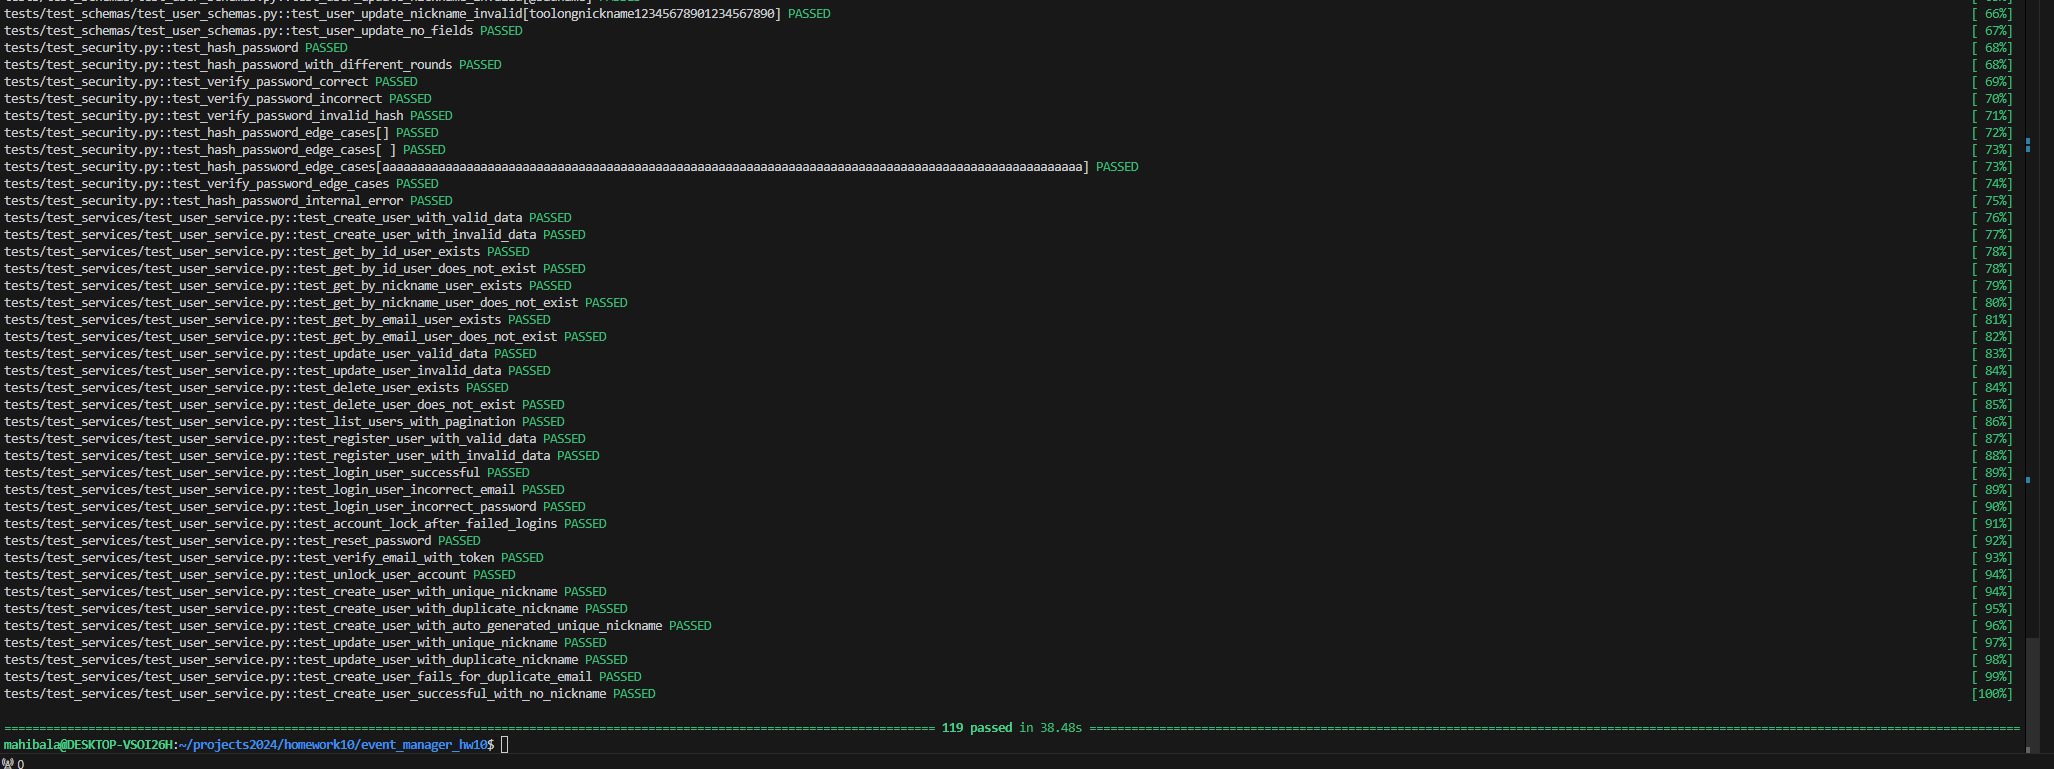 tests/test_schemas/test_user_schemas.py::test_user_update_nickname_invalid[toolongnickname12345678901234567890] PASSED [ 66%]
tests/test_schemas/test_user_schemas.py::test_user_update_no_fields PASSED [ 67%]
tests/test_security.py::test_hash_password PASSED [ 68%]
tests/test_security.py::test_hash_password_with_different_rounds PASSED [ 68%]
tests/test_security.py::test_verify_password_correct PASSED [ 69%]
tests/test_security.py::test_verify_password_incorrect PASSED [ 70%]
tests/test_security.py::test_verify_password_invalid_hash PASSED [ 71%]
tests/test_security.py::test_hash_password_edge_cases[] PASSED [ 72%]
tests/test_security.py::test_hash_password_edge_cases[ ] PASSED [ 73%]
tests/test_security.py::test_hash_password_edge_cases[aaaaaaaaaaaaaaaaaaaaaaaaaaaaaaaaaaaaaaaaaaaaaaaaaaaaaaaaaaaaaaaaaaaaaaaaaaaaaaaaaaaaaaaaaaaaaaaaaaaa] PASSED [ 73%]
tests/test_security.py::test_verify_password_edge_cases PASSED [ 74%]
tests/test_security.py::test_hash_password_internal_error PASSED [ 75%]
tests/test_services/test_user_service.py::test_create_user_with_valid_data PASSED [ 76%]
tests/test_services/test_user_service.py::test_create_user_with_invalid_data PASSED [ 77%]
tests/test_services/test_user_service.py::test_get_by_id_user_exists PASSED [ 78%]
tests/test_services/test_user_service.py::test_get_by_id_user_does_not_exist PASSED [ 78%]
tests/test_services/test_user_service.py::test_get_by_nickname_user_exists PASSED [ 79%]
tests/test_services/test_user_service.py::test_get_by_nickname_user_does_not_exist PASSED [ 80%]
tests/test_services/test_user_service.py::test_get_by_email_user_exists PASSED [ 81%]
tests/test_services/test_user_service.py::test_get_by_email_user_does_not_exist PASSED [ 82%]
tests/test_services/test_user_service.py::test_update_user_valid_data PASSED [ 83%]
tests/test_services/test_user_service.py::test_update_user_invalid_data PASSED [ 84%]
tests/test_services/test_user_service.py::test_delete_user_exists PASSED [ 84%]
tests/test_services/test_user_service.py::test_delete_user_does_not_exist PASSED [ 85%]
tests/test_services/test_user_service.py::test_list_users_with_pagination PASSED [ 86%]
tests/test_services/test_user_service.py::test_register_user_with_valid_data PASSED [ 87%]
tests/test_services/test_user_service.py::test_register_user_with_invalid_data PASSED [ 88%]
tests/test_services/test_user_service.py::test_login_user_successful PASSED [ 89%]
tests/test_services/test_user_service.py::test_login_user_incorrect_email PASSED [ 89%]
tests/test_services/test_user_service.py::test_login_user_incorrect_password PASSED [ 90%]
tests/test_services/test_user_service.py::test_account_lock_after_failed_logins PASSED [ 91%]
tests/test_services/test_user_service.py::test_reset_password PASSED [ 92%]
tests/test_services/test_user_service.py::test_verify_email_with_token PASSED [ 93%]
tests/test_services/test_user_service.py::test_unlock_user_account PASSED [ 94%]
tests/test_services/test_user_service.py::test_create_user_with_unique_nickname PASSED [ 94%]
tests/test_services/test_user_service.py::test_create_user_with_duplicate_nickname PASSED [ 95%]
tests/test_services/test_user_service.py::test_create_user_with_auto_generated_unique_nickname PASSED [ 96%]
tests/test_services/test_user_service.py::test_update_user_with_unique_nickname PASSED [ 97%]
tests/test_services/test_user_service.py::test_update_user_with_duplicate_nickname PASSED [ 98%]
tests/test_services/test_user_service.py::test_create_user_fails_for_duplicate_email PASSED [ 99%]
tests/test_services/test_user_service.py::test_create_user_successful_with_no_nickname PASSED [100%]
119 passed in 38.48s
mahibala@DESKTOP-VSOI26H:~/projects2024/homework10/event_manager_hw10$
0